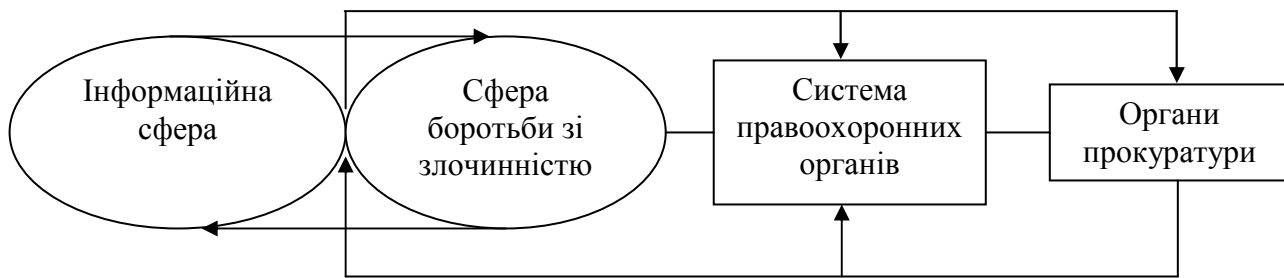 Інформаційна
сфера
Сфера
боротьби зі
злочинністю
Система
правоохоронних
органів
Органи
прокуратури